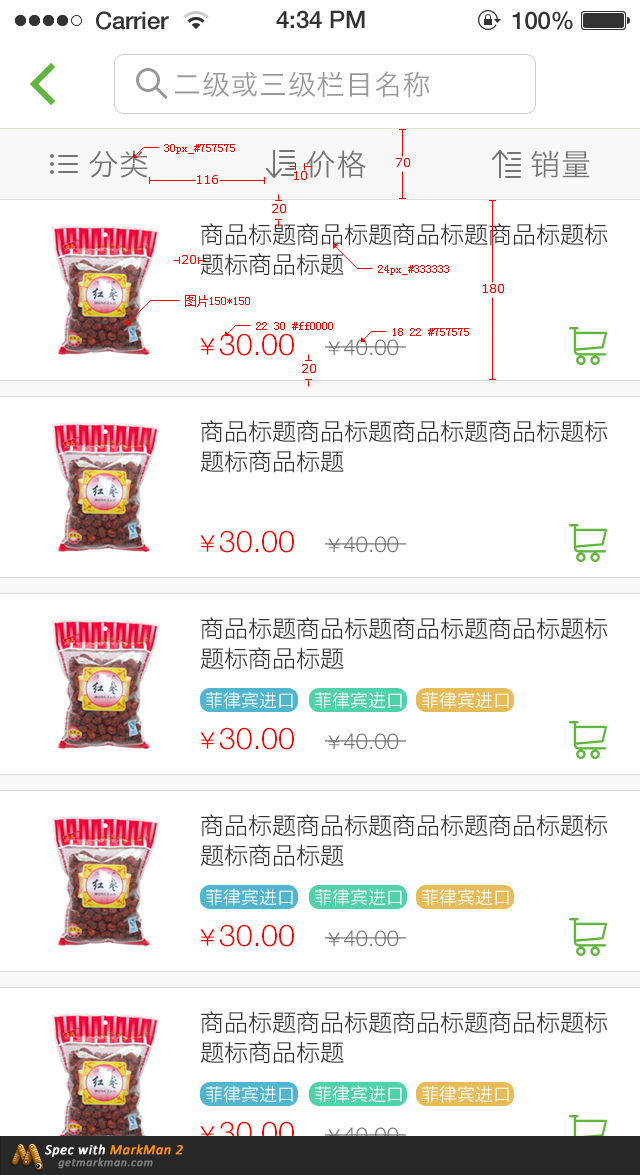 Carrier 4:34 PM 100%
二级或三级栏目名称
分类 价格 销量
30px_#757575
116
10
70
20
商品标题商品标题商品标题商品标题标
题标商品标题
20
24px_#333333
180
图片150*150
22 30 #ff0000
18 22 #757575
¥30.00 ¥40.00
20
红枣
商品标题商品标题商品标题商品标题标
题标商品标题
¥30.00 ¥40.00
红枣
商品标题商品标题商品标题商品标题标
题标商品标题
菲律宾进口 菲律宾进口 菲律宾进口
¥30.00 ¥40.00
红枣
商品标题商品标题商品标题商品标题标
题标商品标题
菲律宾进口 菲律宾进口 菲律宾进口
¥30.00 ¥40.00
红枣
商品标题商品标题商品标题商品标题标
题标商品标题
菲律宾进口 菲律宾进口 菲律宾进口
¥30.00 ¥40.00
红枣
Spec with MarkMan 2
getmarkman.com